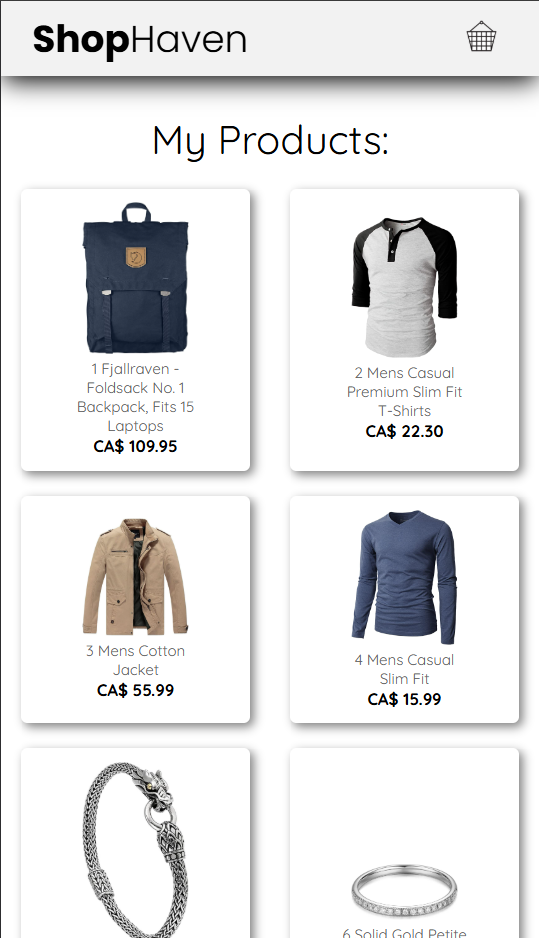 ShopHaven
My Products:
1 Fjallraven -
Foldsack No. 1
Backpack, Fits 15
Laptops
CA$ 109.95
2 Mens Casual
Premium Slim Fit
T-Shirts
CA$ 22.30
3 Mens Cotton
Jacket
CA$ 55.99
4 Mens Casual
Slim Fit
CA$ 15.99
6 Solid Gold Petite